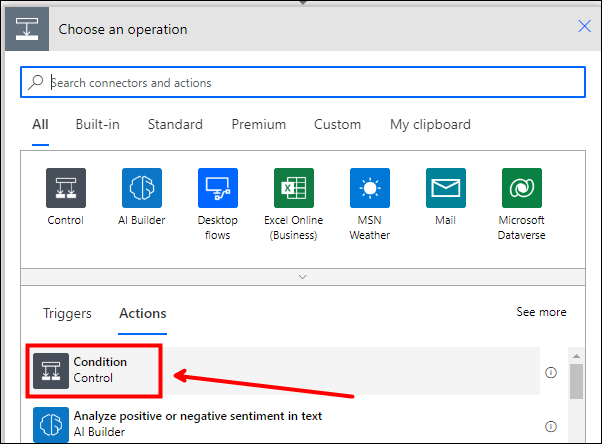 Choose an operation
Search connectors and actions
All Built-in Standard Premium Custom My clipboard
Control AI Builder Desktop Excel Online MSN Mail Microsoft
flows (Business) Weather Dataverse
Triggers Actions See more
Condition
Control
Analyze positive or negative sentiment in text
AI Builder